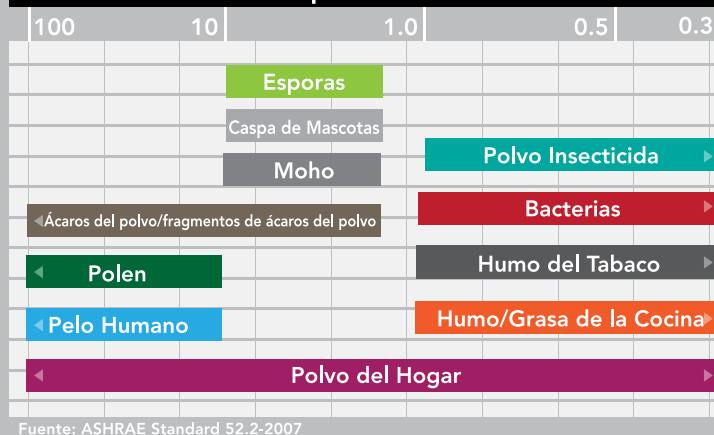 100 10 1.0 0.5 0.3
Esporas
Caspa de Mascotas
Polvo Insecticida
Moho
Bacterias
Ácaros del polvo/fragmentos de ácaros del polvo
Humo del Tabaco
Polen
Humo/Grasa de la Cocina
Pelo Humano
Polvo del Hogar
Fuente: ASHRAE Standard 52.2-2007